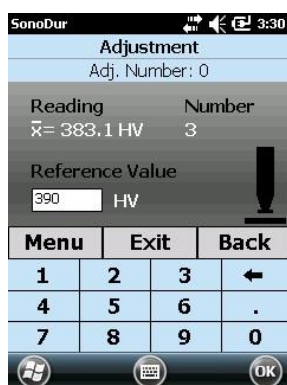 SonoDur 3:30
Adjustment
Adj. Number: 0
Reading Number
x̅= 383.1 HV 3
Reference Value
390 HV
Menu Exit Back
1 2 3 ←
4 5 6 .
7 8 9 0
OK